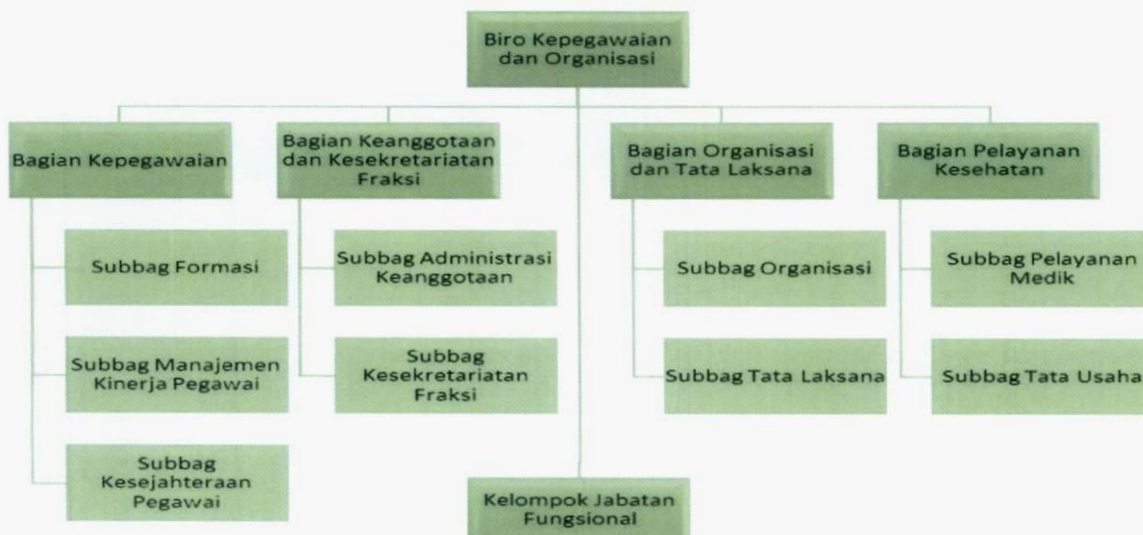 Biro Kepegawaian
dan Organisasi
Bagian Kepegawaian
Bagian Keanggotaan
dan Kesekretariatan
Fraksi
Bagian Organisasi
dan Tata Laksana
Bagian Pelayanan
Kesehatan
Subbag Formasi
Subbag Administrasi
Keanggotaan
Subbag Organisasi
Subbag Pelayanan
Medik
Subbag Manajemen
Kinerja Pegawai
Subbag
Kesekretariatan
Fraksi
Subbag Tata Laksana
Subbag Tata Usaha
Subbag
Kesejahteraan
Pegawai
Kelompok Jabatan
Fungsional